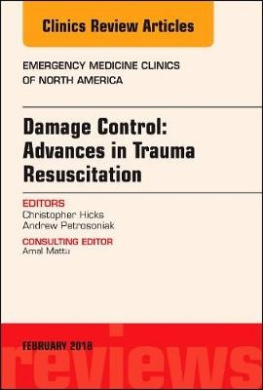 Clinics Review Articles
EMERGENCY MEDICINE CLINICS
OF NORTH AMERICA
Damage Control:
Advances in Trauma
Resuscitation
EDITORS
Christopher Hicks
Andrew Petrosoniak
CONSULTING EDITOR
Amal Mattu
FEBRUARY 2018
reviews